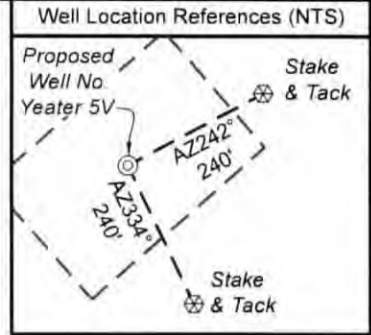 Well Location References (NTS)
Proposed
Well No.
Yeater 5V
Stake
& Tack
AZ242°
240'
AZ334°
240'
Stake
& Tack